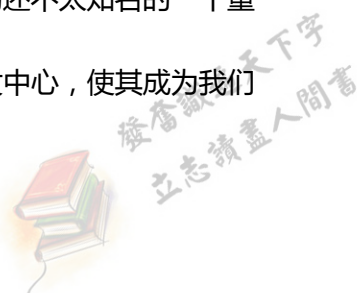 还不太知名的一个重
中心，使其成为我们
發奮識遍天下字
立志讀盡人間書